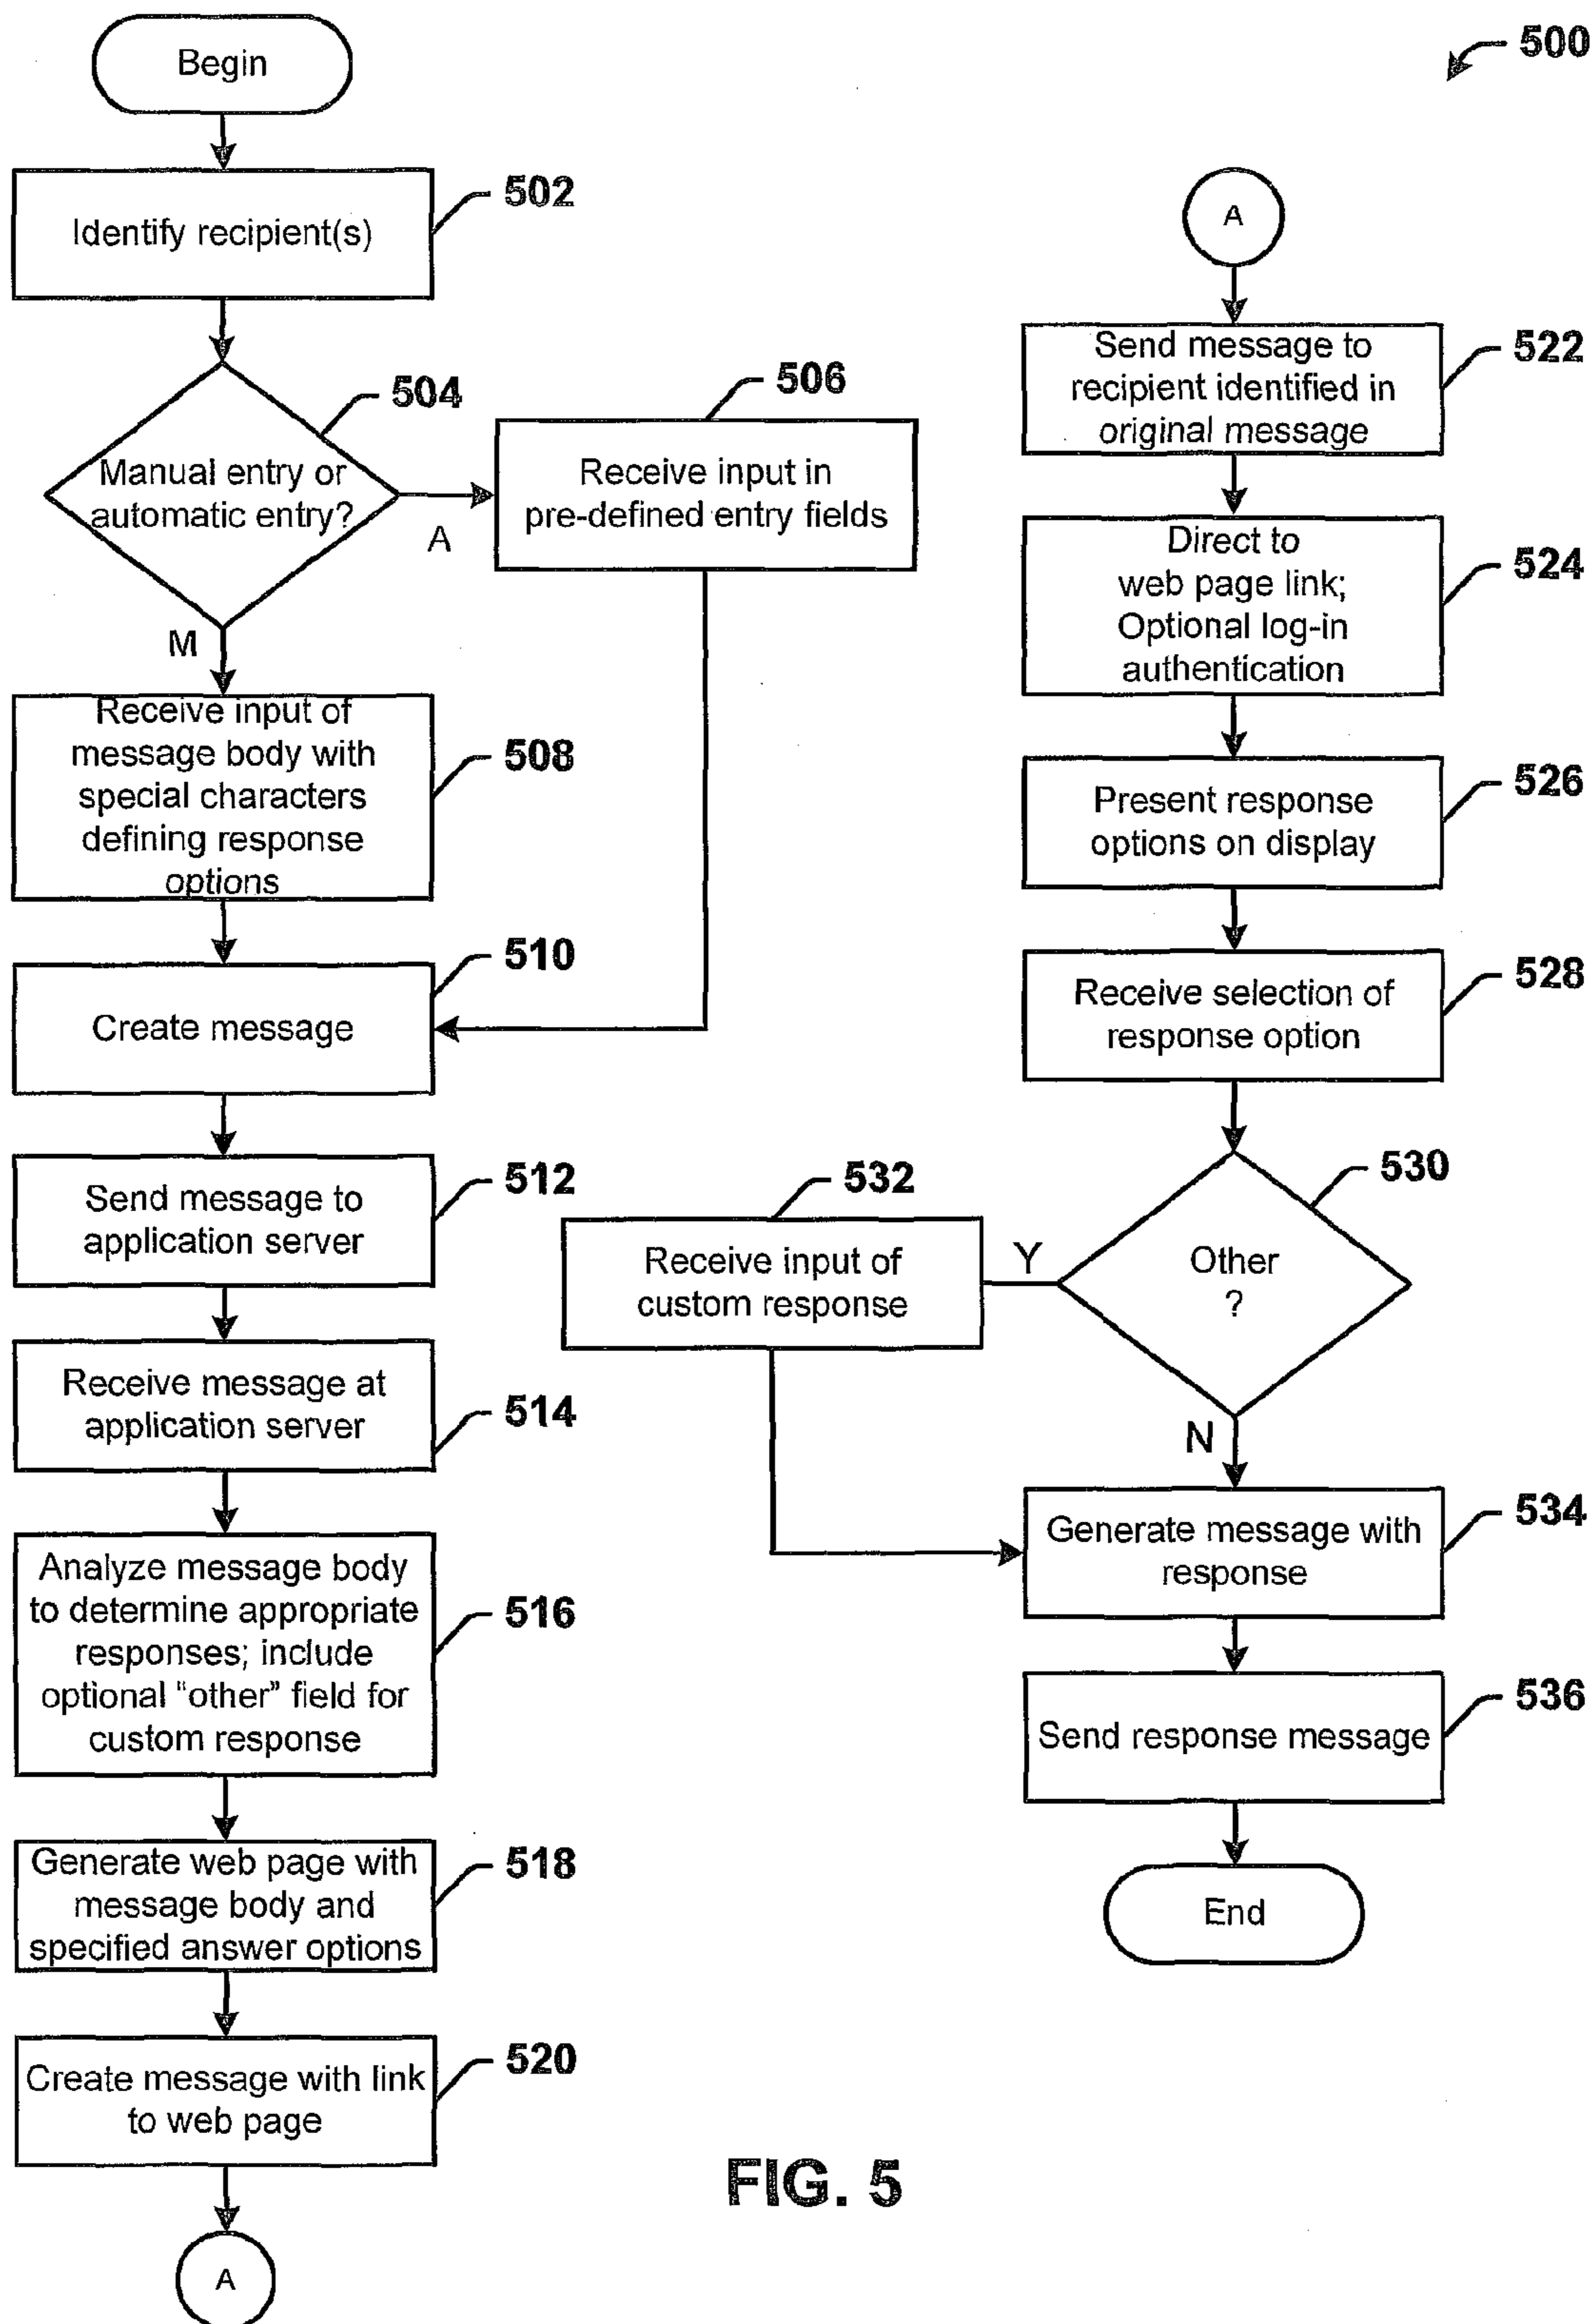 500
Begin
Identify recipient(s)
502
Manual entry or
automatic entry?
504
A
M
Receive input in
pre-defined entry fields
506
Receive input of
message body with
special characters
defining response
options
508
Create message
510
Send message to
application server
512
Receive message at
application server
514
Analyze message body
to determine appropriate
responses; include
optional "other" field for
custom response
516
Generate web page with
message body and
specified answer options
518
Create message with link
to web page
520
A
A
Send message to
recipient identified in
original message
522
Direct to
web page link;
Optional log-in
authentication
524
Present response
options on display
526
Receive selection of
response option
528
Other
?
530
Y
N
Receive input of
custom response
532
Generate message with
response
534
Send response message
536
End
FIG. 5